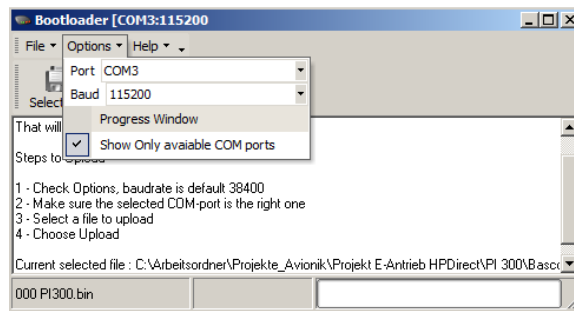 Bootloader [COM3:115200
File Options Help
Port COM3
Baud 115200
Select
Progress Window
That will
Show Only avaiable COM ports
Steps to Upload
1 - Check Options, baudrate is default 38400
2 - Make sure the selected COM-port is the right one
3 - Select a file to upload
4 - Choose Upload
Current selected file : C:\Arbeitsordner\Projekte_Avionik\Projekt E-Antrieb HPDirect\PI 300\Basco
000 PI300.bin